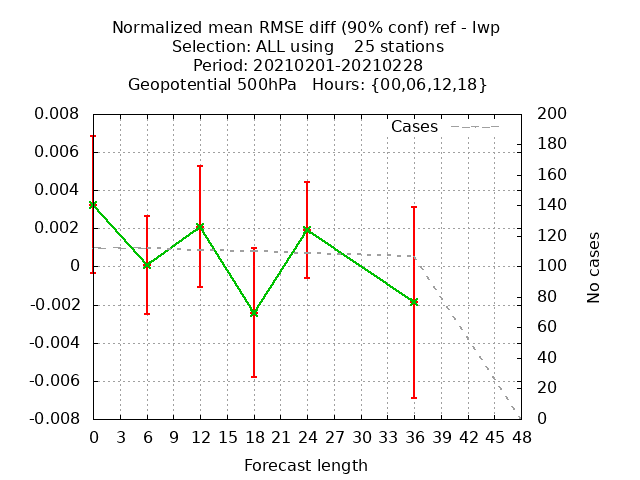 Normalized mean RMSE diff (90% conf) ref - lwp
Selection: ALL using    25 stations
Period: 20210201-20210228
Geopotential 500hPa   Hours: {00,06,12,18}
0.008
0.006
0.004
0.002
0
-0.002
-0.004
-0.006
-0.008
Cases
200
180
160
140
120
100
80
60
40
20
0
No cases
0 3 6 9 12 15 18 21 24 27 30 33 36 39 42 45 48
Forecast length